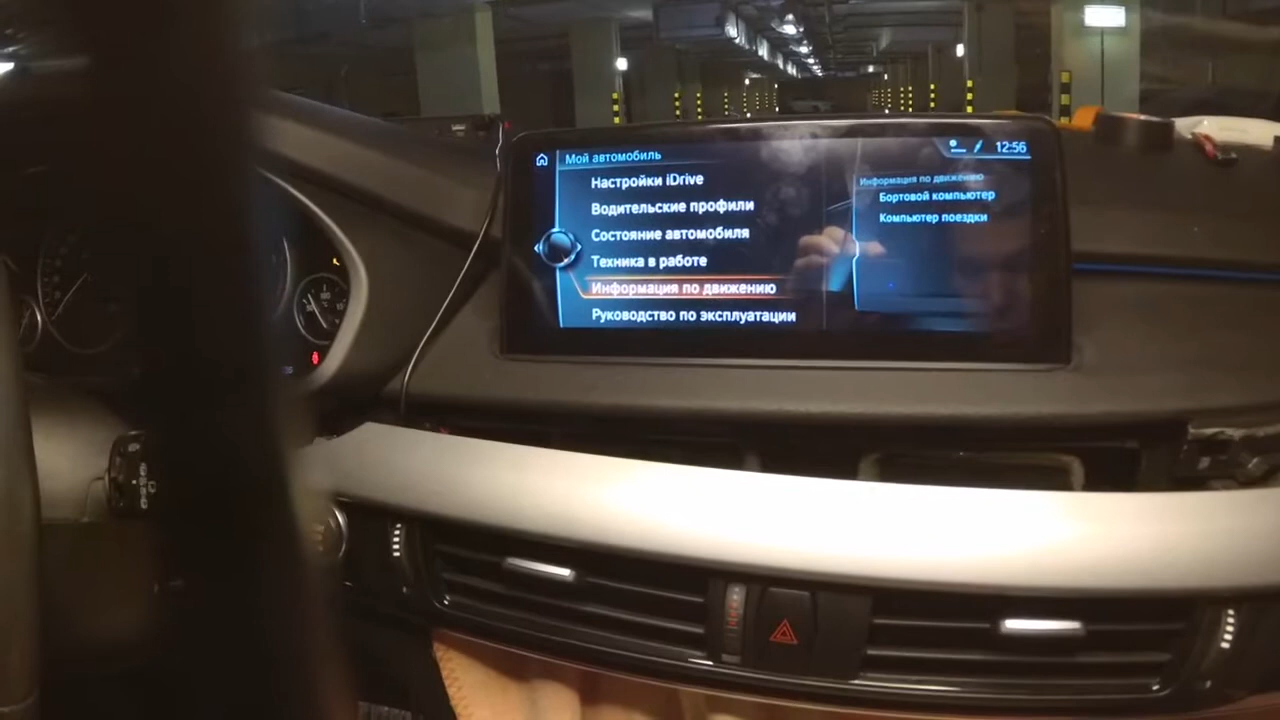 Мой автомобиль
12:56
Настройки iDrive
Водительские профили
Состояние автомобиля
Техника в работе
Информация по движению
Руководство по эксплуатации
Информация по движению
Бортовой компьютер
Компьютер поездки